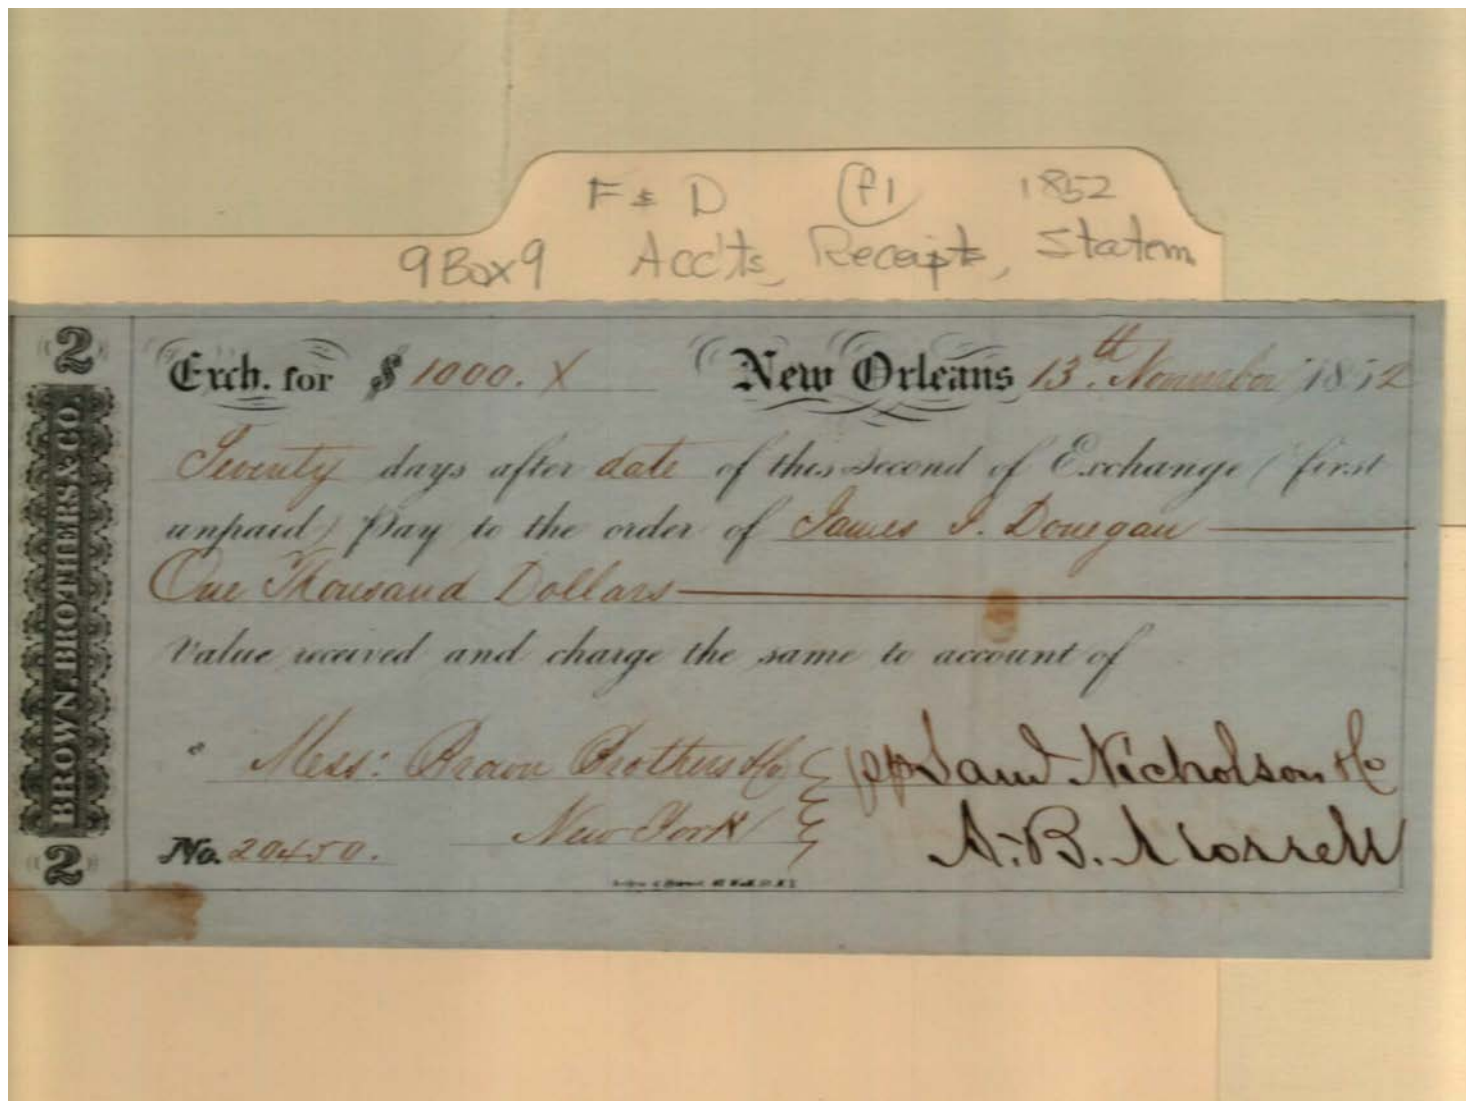 F & D P1 1852
9 Box 9 Acc'ts, Receipts, Statem
2
BROWN, BROTHERS & CO.
2
Exch. for $ 1000. X New Orleans 13th November 1852
Seventy days after date of this second of Exchange (first
unpaid) Pay to the order of James J. Donegan
One Thousand Dollars
Value received and charge the same to account of
Mess: Brown Brothers & Co pp Saml Nicholson & Co
New York
No. 20450. A. B.